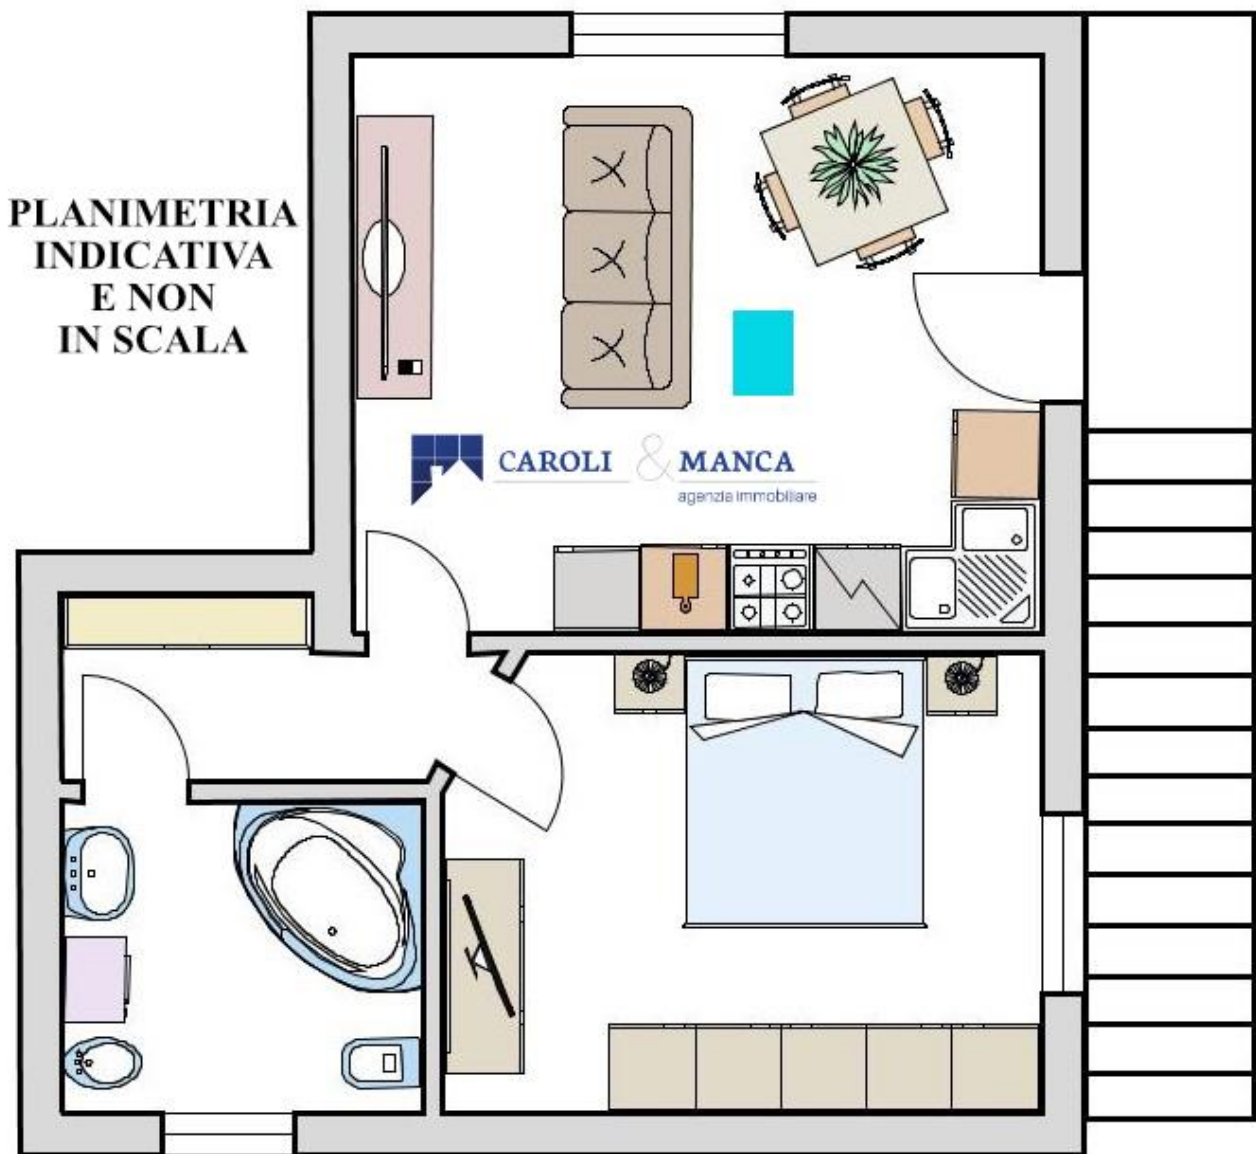 PLANIMETRIA
INDICATIVA
E NON
IN SCALA
CAROLI & MANCA
agenzia immobiliare